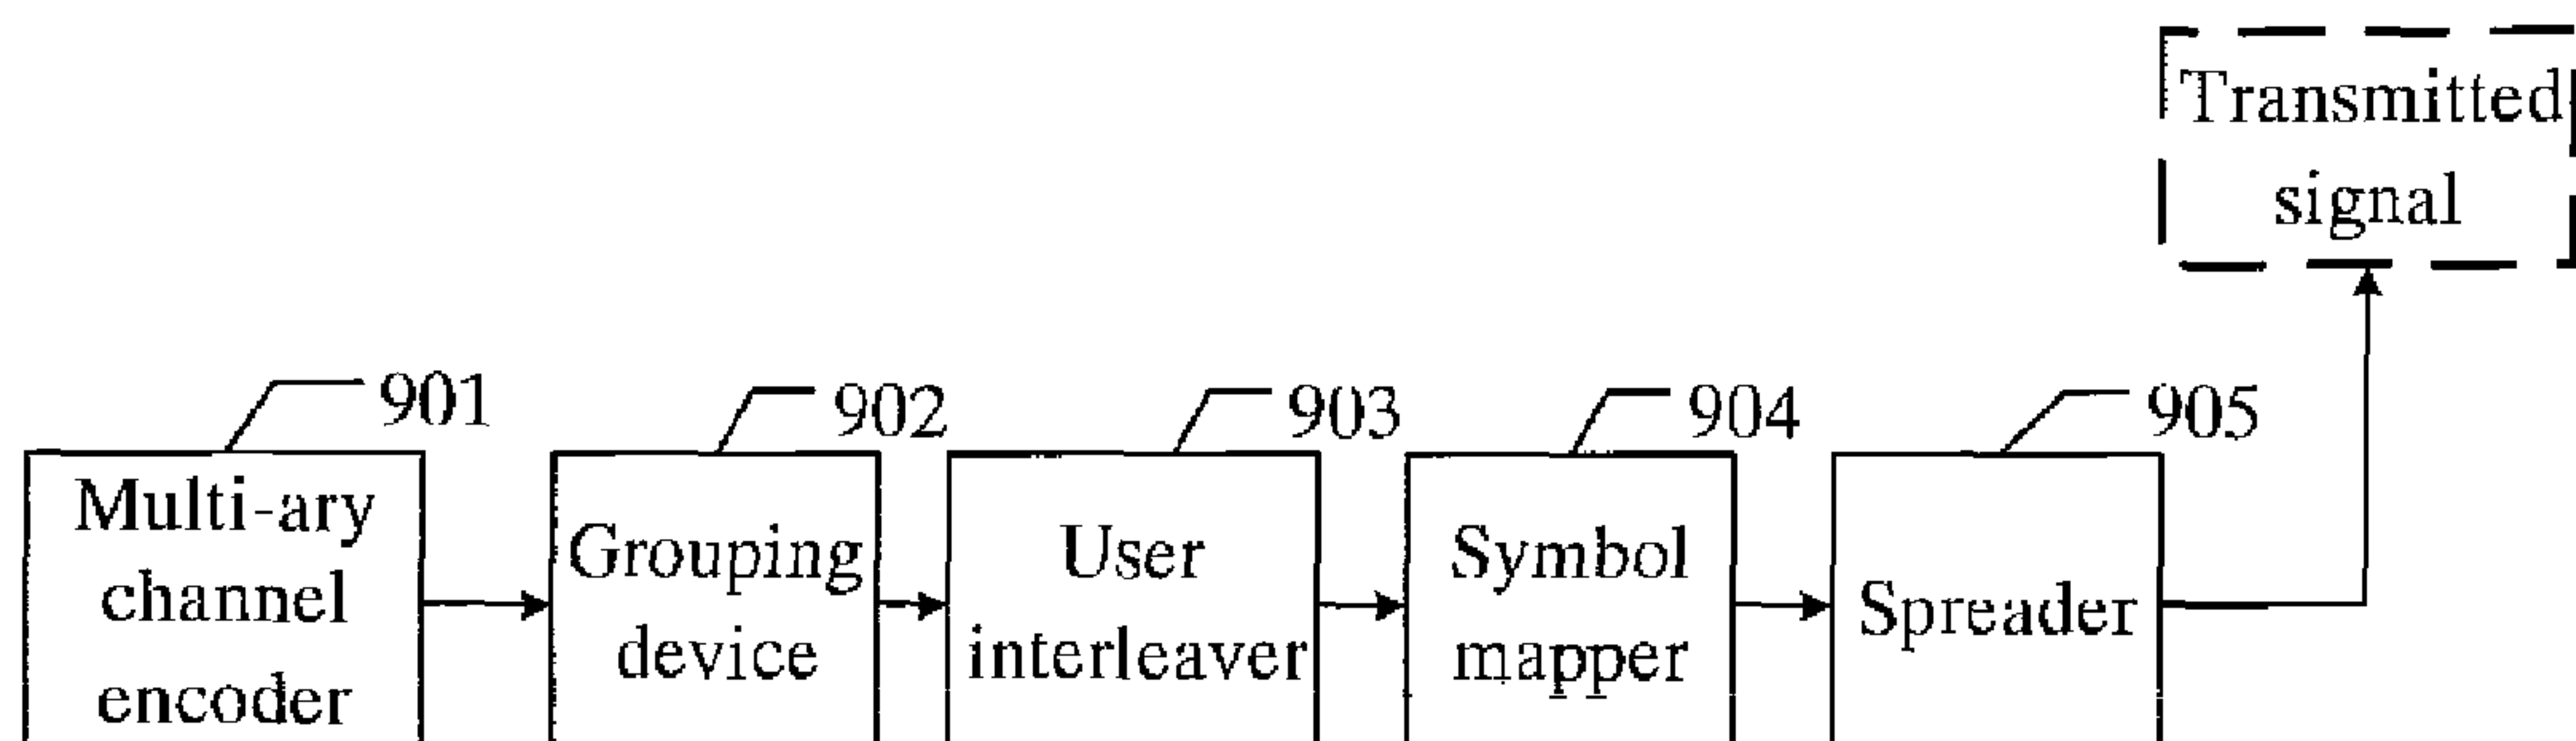 Transmitted
signal
901
902
903
904
905
Multi-ary
channel
encoder
Grouping
device
User
interleaver
Symbol
mapper
Spreader